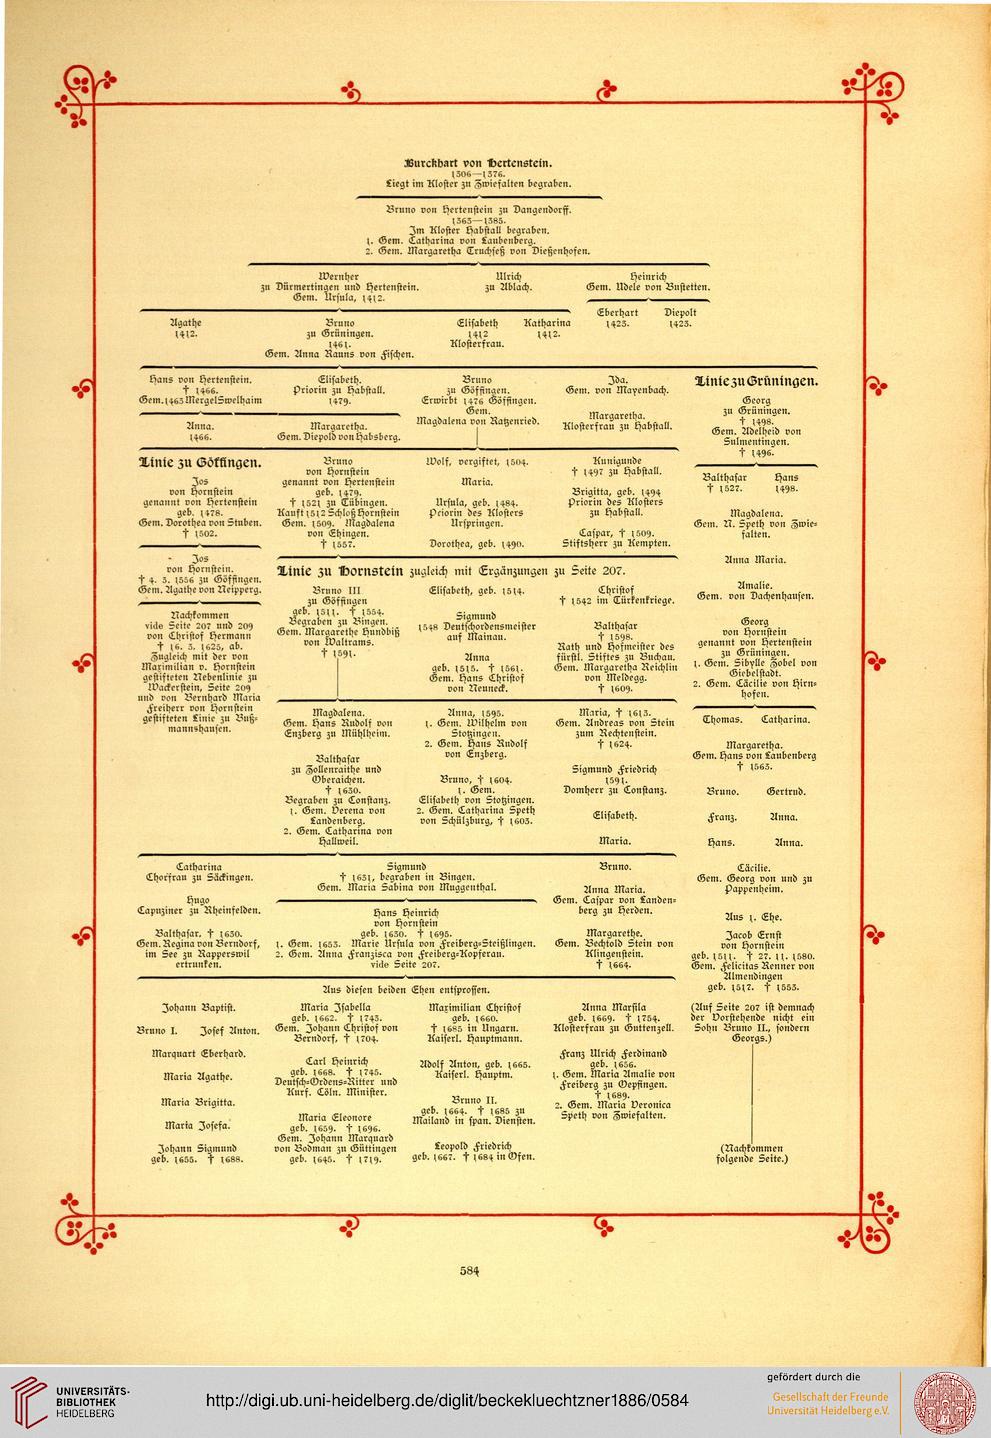 Burckhart von Hertenstein.
1306—1376.
Liegt im Kloster zu Zwiefalten begraben.
Bruno von Hertenstein zu Dangendorff.
1363—1385.
Im Kloster Habstall begraben.
1. Gem. Catharina von Laubenberg.
2. Gem. Margaretha Truchseß von Dießenhofen.
Wernher
zu Dürmertingen und Hertenstein.
Gem. Ursula, 1412.
Ulrich
zu Ablach.
Heinrich
Gem. Udele von Bustetten.
Eberhart
1423.
Diepolt
1423.
Agathe
1412.
Bruno
zu Grüningen.
1461.
Gem. Anna Rauns von Fischen.
Elisabeth
1412
Klosterfrau.
Katharina
1412.
Hans von Hertenstein.
† 1466.
Gem. 1463 Mergel Swelhaim
Elisabeth.
Priorin zu Habstall.
1479.
Anna.
1466.
Margaretha.
Gem. Diepold von Habsberg.
Bruno
zu Göffingen.
Erwirbt 1476 Göffingen.
Gem.
Magdalena von Ratzenried.
Ida.
Gem. von Mayenbach.
Margaretha.
Klosterfrau zu Habstall.
Linie zu Grüningen.
Georg
zu Grüningen.
† 1498.
Gem. Adelheid von
Sulmentingen.
† 1496.
Linie zu Göffingen.
Jos
von Hornstein
genannt von Hertenstein
geb. 1478.
Gem. Dorothea von Stuben.
† 1502.
Jos
von Hornstein.
† 4. 3. 1556 zu Göffingen.
Gem. Agathe von Neipperg.
Nachkommen
vide Seite 207 und 209
von Christof Hermann
† 16. 3. 1625, ab.
Zugleich mit der von
Maximilian v. Hornstein
gestifteten Nebenlinie zu
Wackerstein, Seite 209
und von Bernhard Maria
Freiherr von Hornstein
gestifteten Linie zu Buß-
mannshausen.
Bruno
von Hornstein
genannt von Hertenstein
geb. 1479.
† 1521 zu Tübingen.
Kauft 1512 Schloß Hornstein
Gem. 1509. Magdalena
von Ehingen.
† 1557.
Wolf, vergiftet, 1504.
Maria.
Ursula, geb. 1484.
Priorin des Klosters
Urspringen.
Dorothea, geb. 1490.
Kunigunde
† 1497 zu Habstall.
Brigitta, geb. 1494
Priorin des Klosters
zu Habstall.
Caspar, † 1509.
Stiftsherr zu Kempten.
Balthasar
† 1527.
Hans
1498.
Magdalena.
Gem. N. Speth von Zwie-
falten.
Anna Maria.
Amalie.
Gem. von Dachenhausen.
Georg
von Hornstein
genannt von Hertenstein
zu Grüningen.
1. Gem. Sibylle Zobel von
Giebelstadt.
2. Gem. Cäcilie von Hirn-
hofen.
Linie zu Hornstein zugleich mit Ergänzungen zu Seite 207.
Bruno III
zu Göffingen
geb. 1511. † 1554.
Begraben zu Bingen.
Gem. Margarethe Hundbiß
von Waltrams.
† 1591.
Elisabeth, geb. 1514.
Sigmund
1548 Deutschordensmeister
auf Mainau.
Anna
geb. 1515. † 1561.
Gem. Hans Christof
von Neuneck.
Christof
† 1542 im Türkenkriege.
Balthasar
† 1598.
Rath und Hofmeister des
fürstl. Stiftes zu Buchau.
Gem. Margaretha Reichlin
von Meldegg.
† 1609.
Magdalena.
Gem. Hans Rudolf von
Enzberg zu Mühlheim.
Balthasar
zu Zollenraithe und
Oberaichen.
† 1630.
Begraben zu Constanz.
1. Gem. Verena von
Landenberg.
2. Gem. Catharina von
Hallweil.
Anna, 1595.
1. Gem. Wilhelm von
Stotzingen.
2. Gem. Hans Rudolf
von Enzberg.
Bruno, † 1604.
1. Gem.
Elisabeth von Stotzingen.
2. Gem. Catharina Speth
von Schülzburg, † 1603.
Maria, † 1613.
Gem. Andreas von Stein
zum Rechtenstein.
† 1624.
Sigmund Friedrich
1591.
Domherr zu Constanz.
Elisabeth.
Maria.
Thomas.
Catharina.
Margaretha.
Gem. Hans von Laubenberg
† 1563.
Bruno.
Gertrud.
Franz.
Anna.
Hans.
Anna.
Cäcilie.
Gem. Georg von und zu
Pappenheim.
Aus 1. Ehe.
Jacob Ernst
von Hornstein
geb. 1511. † 27. 11. 1580.
Gem. Felicitas Renner von
Almendingen
geb. 1517. † 1553.
(Auf Seite 207 ist demnach
der Vorstehende nicht ein
Sohn Bruno II., sondern
Georgs.)
(Nachkommen
folgende Seite.)
Catharina
Chorfrau zu Säckingen.
Hugo
Capuziner zu Rheinfelden.
Balthasar, † 1630.
Gem. Regina von Berndorf,
im See zu Rapperswil
ertrunken.
Sigmund
† 1631, begraben in Bingen.
Gem. Maria Sabina von Muggenthal.
Hans Heinrich
von Hornstein
geb. 1630. † 1695.
1. Gem. 1653. Marie Ursula von Freiberg-Steißlingen.
2. Gem. Anna Franzisca von Freiberg-Kopferau.
vide Seite 207.
Bruno.
Anna Maria.
Gem. Caspar von Landen-
berg zu Herden.
Margarethe.
Gem. Bechtold Stein von
Klingenstein.
† 1664.
Aus diesen beiden Ehen entsprossen.
Johann Baptist.
Bruno I.
Josef Anton.
Marquart Eberhard.
Maria Agathe.
Maria Brigitta.
Maria Josefa.
Johann Sigmund
geb. 1655. † 1688.
Maria Isabella
geb. 1662. † 1743.
Gem. Johann Christof von
Berndorf, † 1704.
Carl Heinrich
geb. 1668. † 1745.
Deutsch-Ordens-Ritter und
Kurf. Cöln. Minister.
Maria Eleonore
geb. 1659. † 1696.
Gem. Johann Marquard
von Bodman zu Güttingen
geb. 1645. † 1719.
Maximilian Christof
geb. 1660.
† 1685 in Ungarn.
Kaiserl. Hauptmann.
Adolf Anton, geb. 1665.
Kaiserl. Hauptm.
Bruno II.
geb. 1664. † 1685 zu
Mailand in span. Diensten.
Leopold Friedrich
geb. 1667. † 1684 in Ofen.
Anna Marsila
geb. 1669. † 1754.
Klosterfrau zu Guttenzell.
Franz Ulrich Ferdinand
geb. 1656.
1. Gem. Maria Amalie von
Freiberg zu Oepfingen.
† 1689.
2. Gem. Maria Veronica
Speth von Zwiefalten.
584
UNIVERSITÄTS-
BIBLIOTHEK
HEIDELBERG
http://digi.ub.uni-heidelberg.de/diglit/beckekluechtzner1886/0584
gefördert durch die
Gesellschaft der Freunde
Universität Heidelberg e.V.